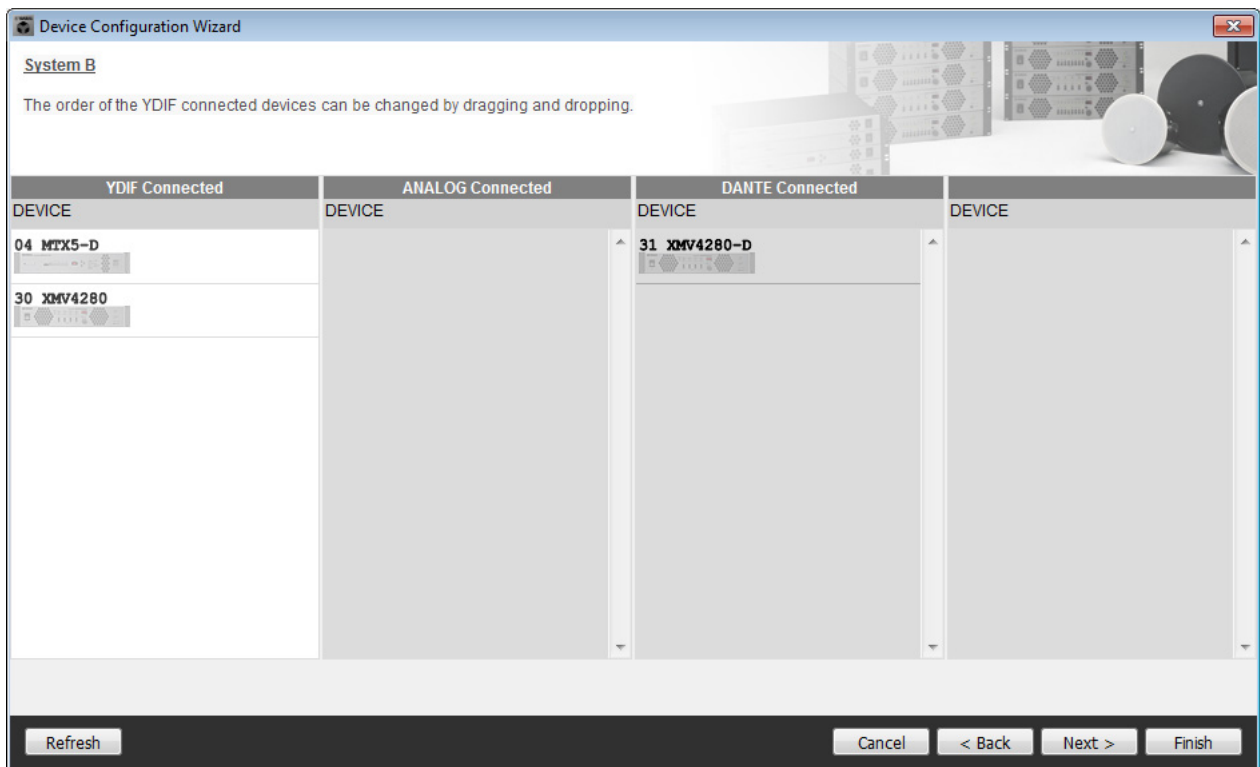 Device Configuration Wizard
System B
The order of the YDIF connected devices can be changed by dragging and dropping.
YDIF Connected
ANALOG Connected
DANTE Connected
DEVICE
DEVICE
DEVICE
DEVICE
04 MTX5-D
31 XMV4280-D
30 XMV4280
Refresh
Cancel
< Back
Next >
Finish